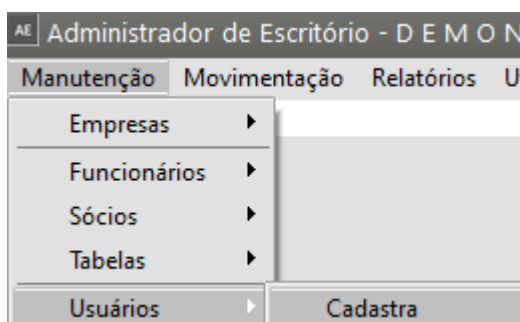 AE Administrador de Escritório - D E M O N
Manutenção Movimentação Relatórios U
Empresas
Funcionários
Sócios
Tabelas
Usuários Cadastra